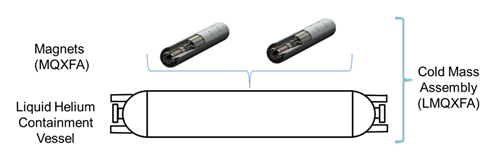 Magnets
(MQXFA)
Liquid Helium
Containment
Vessel
Cold Mass
Assembly
(LMQXFA)